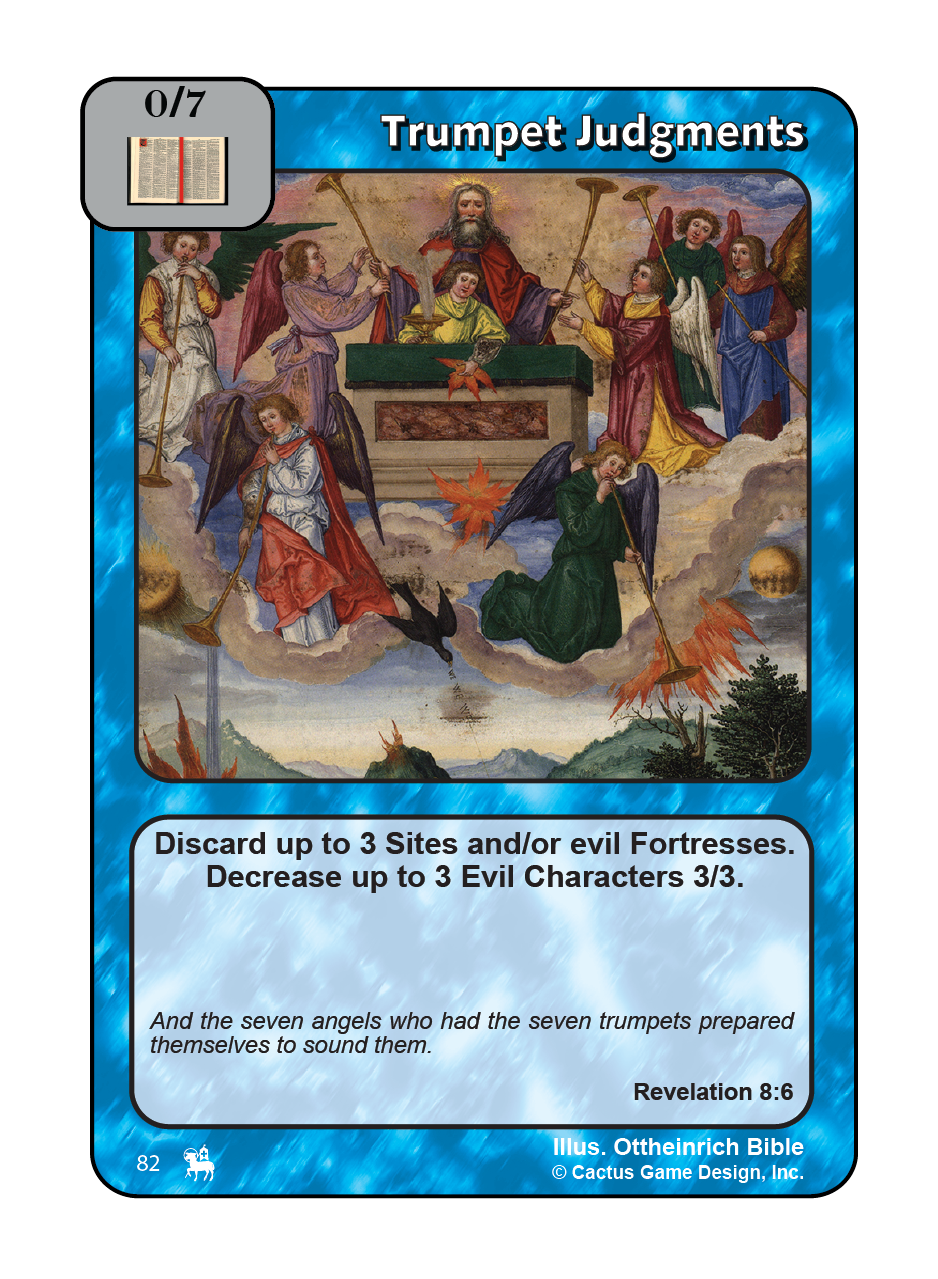 0/7
Trumpet Judgments
Discard up to 3 Sites and/or evil Fortresses.
Decrease up to 3 Evil Characters 3/3.
And the seven angels who had the seven trumpets prepared
themselves to sound them.
Revelation 8:6
82
Illus. Ottheinrich Bible
© Cactus Game Design, Inc.